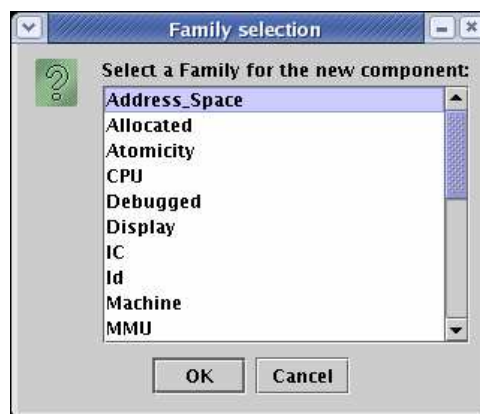 Family selection
Select a Family for the new component:
Address_Space
Allocated
Atomicity
CPU
Debugged
Display
IC
Id
Machine
MMU
OK
Cancel